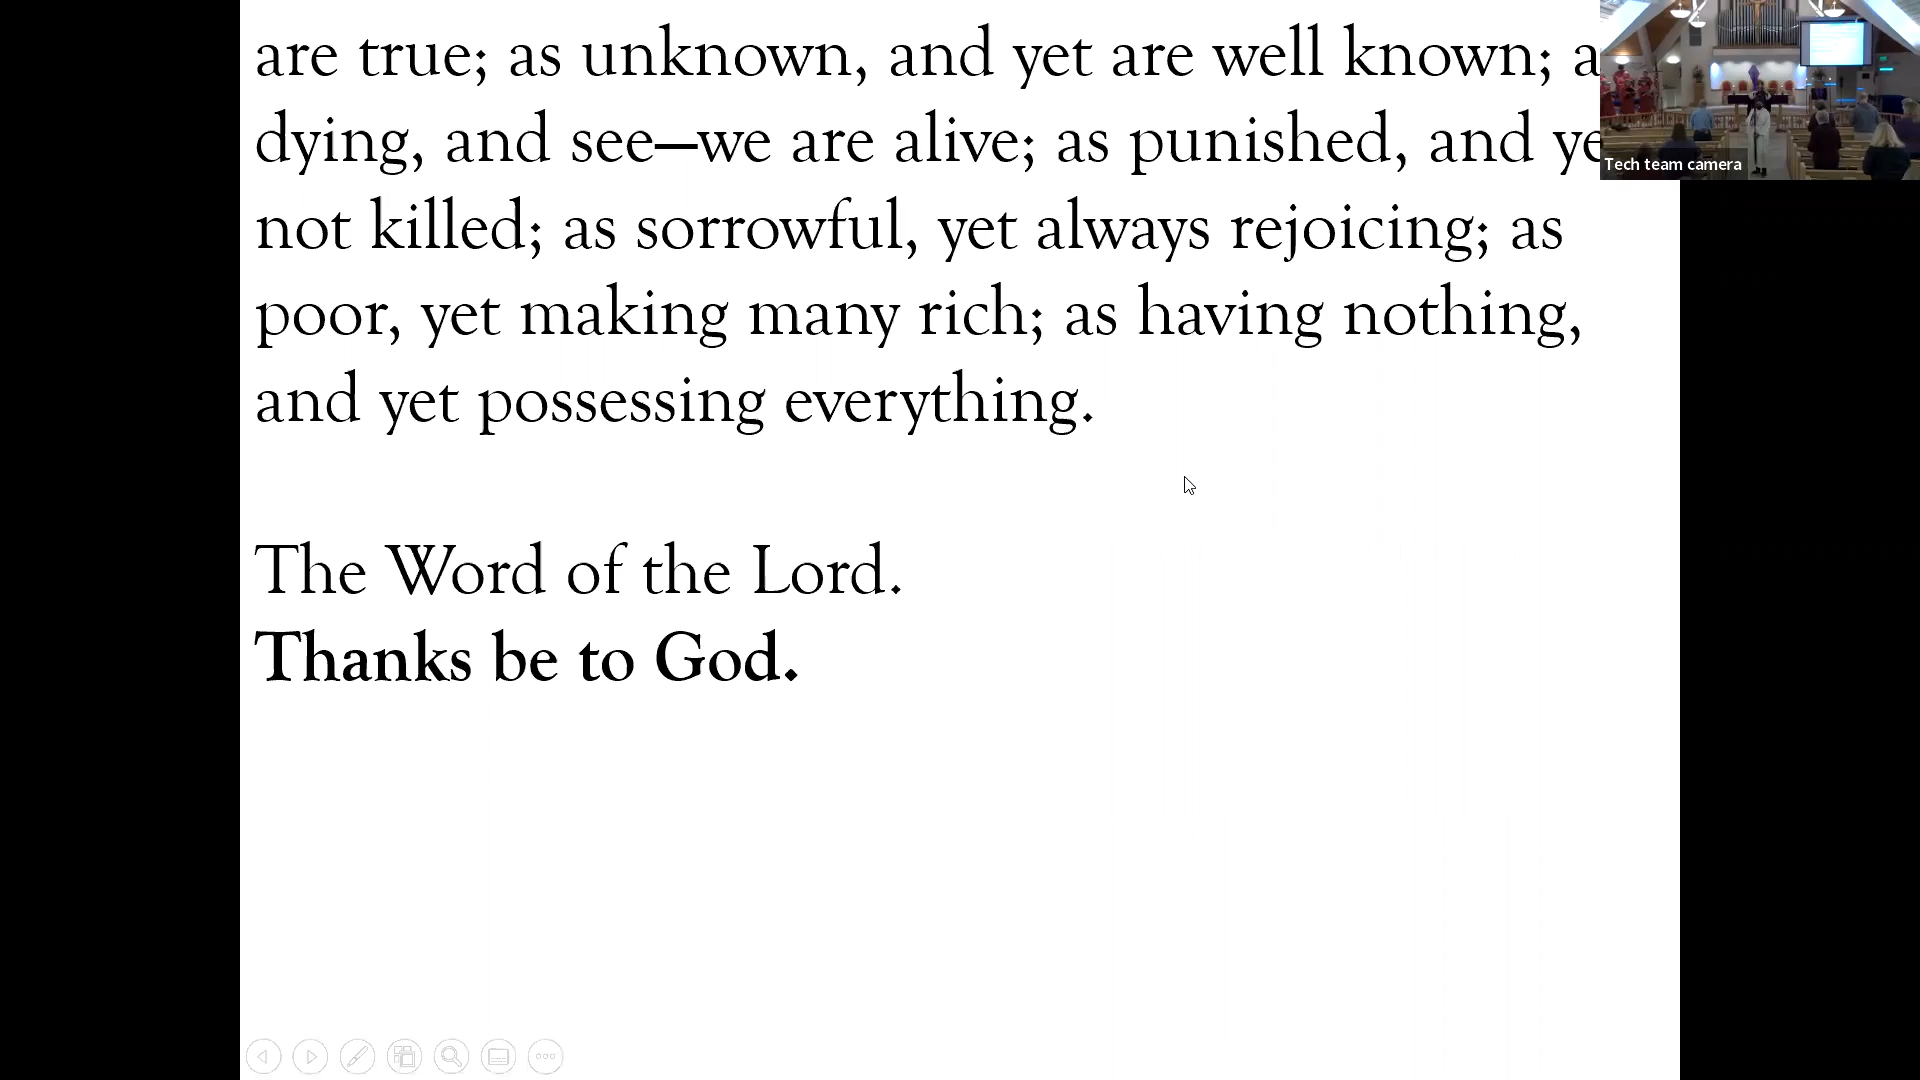 are true; as unknown, and yet are well known; a
dying, and see—we are alive; as punished, and ye
not killed; as sorrowful, yet always rejoicing; as
poor, yet making many rich; as having nothing,
and yet possessing everything.
The Word of the Lord.
Thanks be to God.
Tech team camera